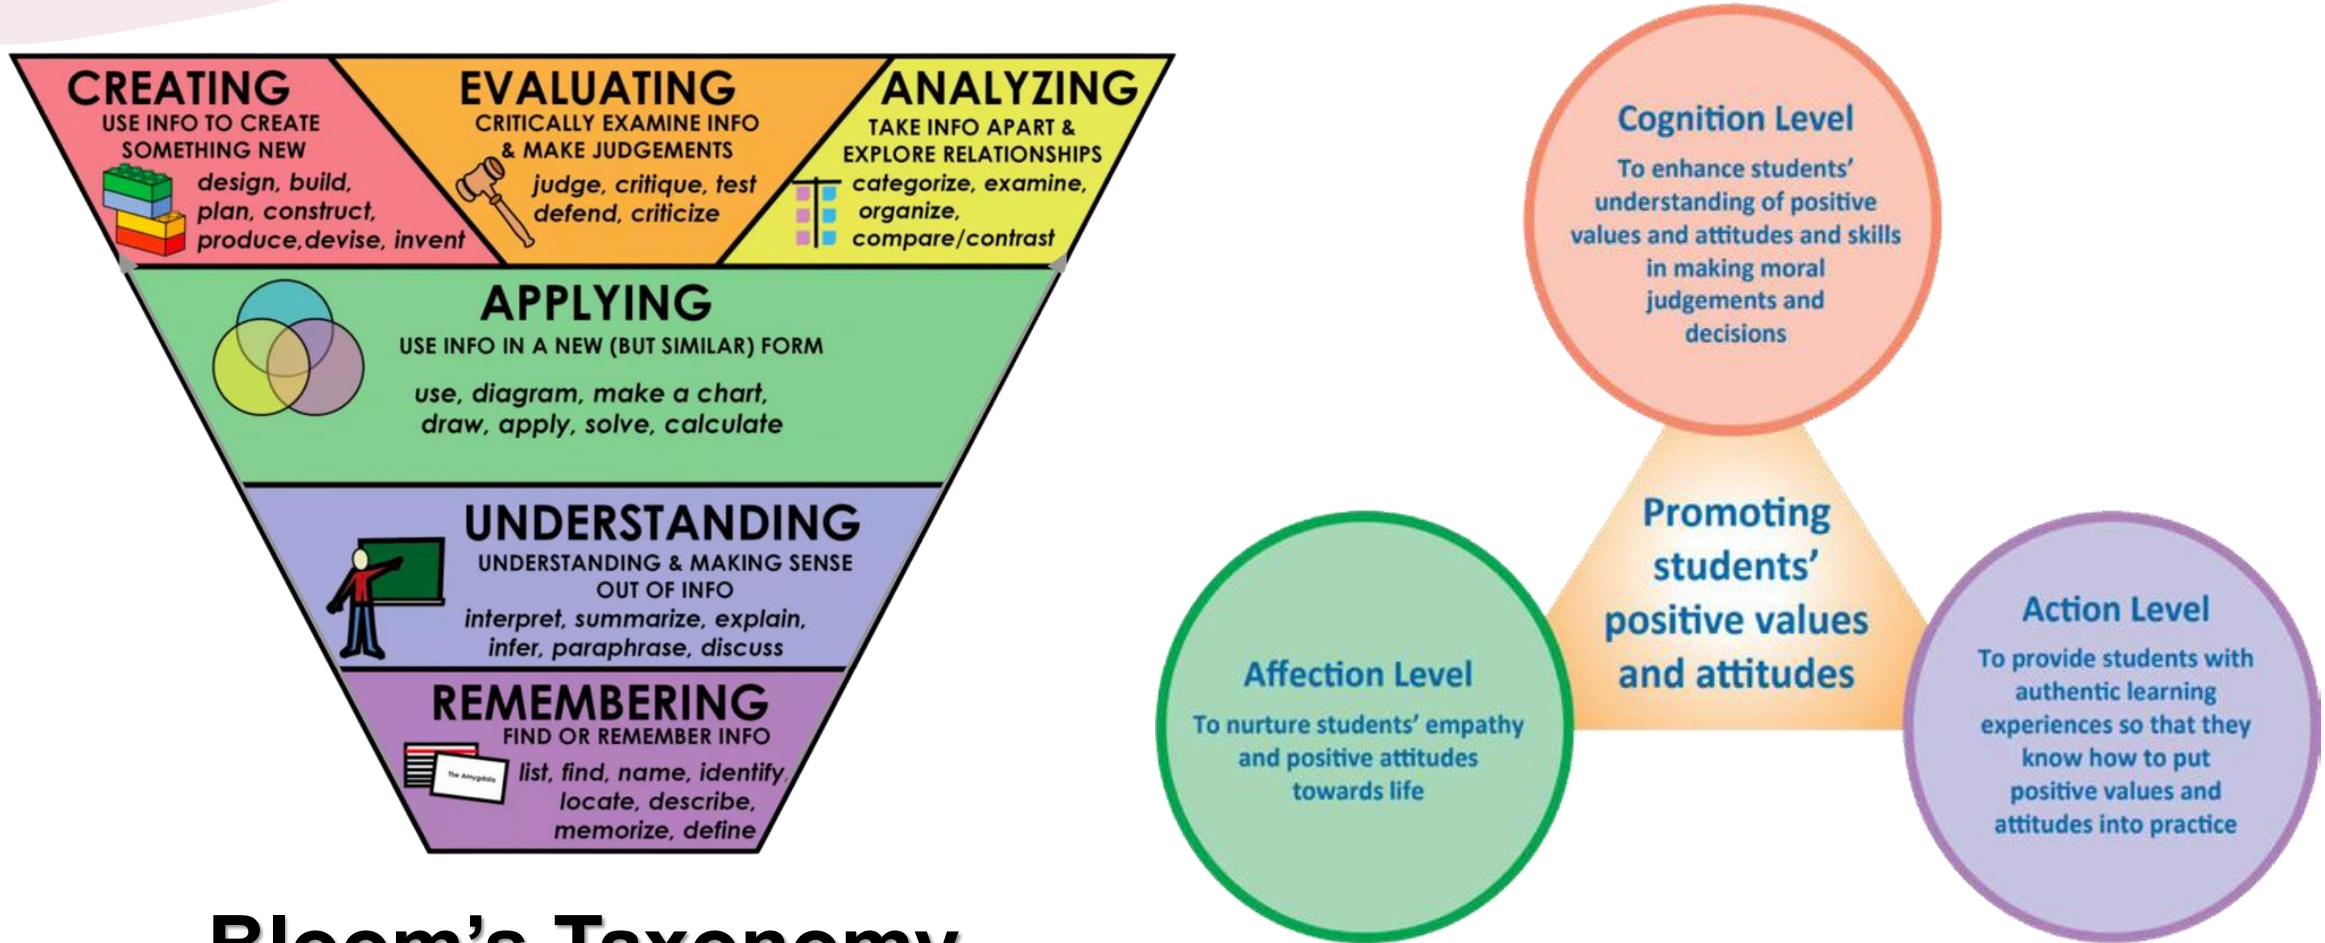 CREATING
USE INFO TO CREATE
SOMETHING NEW
design, build,
plan, construct,
produce,devise, invent
EVALUATING
CRITICALLY EXAMINE INFO
& MAKE JUDGEMENTS
judge, critique, test
defend, criticize
ANALYZING
TAKE INFO APART &
EXPLORE RELATIONSHIPS
categorize, examine,
organize,
compare/contrast
APPLYING
USE INFO IN A NEW (BUT SIMILAR) FORM
use, diagram, make a chart,
draw, apply, solve, calculate
UNDERSTANDING
UNDERSTANDING & MAKING SENSE
OUT OF INFO
interpret, summarize, explain,
infer, paraphrase, discuss
REMEMBERING
FIND OR REMEMBER INFO
The Amygdala
list, find, name, identify,
locate, describe,
memorize, define
Bloom's Taxonomy
Cognition Level
To enhance students'
understanding of positive
values and attitudes and skills
in making moral
judgements and
decisions
Promoting
students'
positive values
and attitudes
Affection Level
To nurture students' empathy
and positive attitudes
towards life
Action Level
To provide students with
authentic learning
experiences so that they
know how to put
positive values and
attitudes into practice